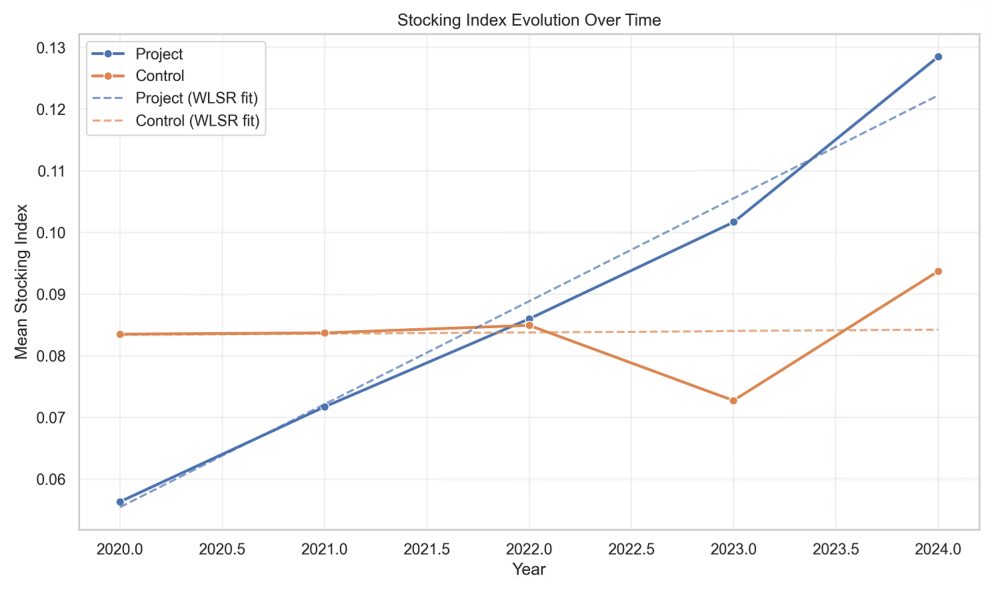 Stocking Index Evolution Over Time
Project
Control
Project (WLSR fit)
Control (WLSR fit)
Mean Stocking Index
0.13
0.12
0.11
0.10
0.09
0.08
0.07
0.06
2020.0 2020.5 2021.0 2021.5 2022.0 2022.5 2023.0 2023.5 2024.0
Year